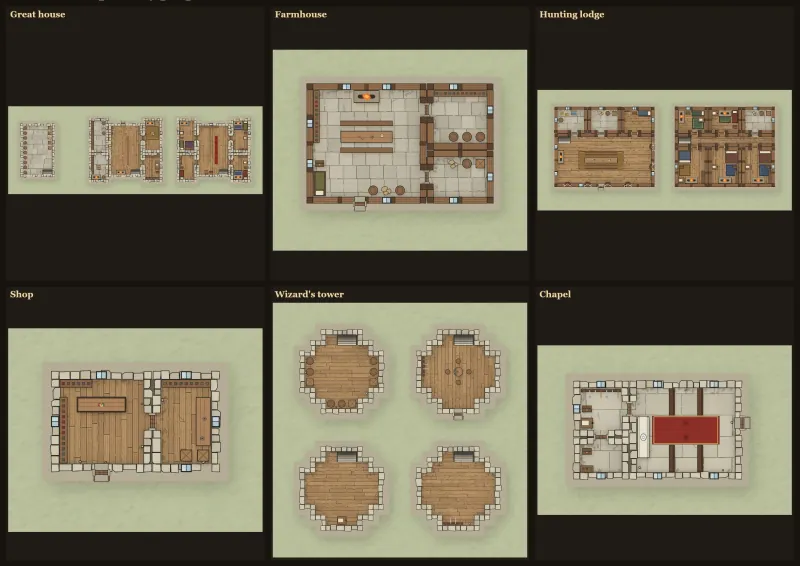 Great house
Farmhouse
Hunting lodge
Shop
Wizard's tower
Chapel